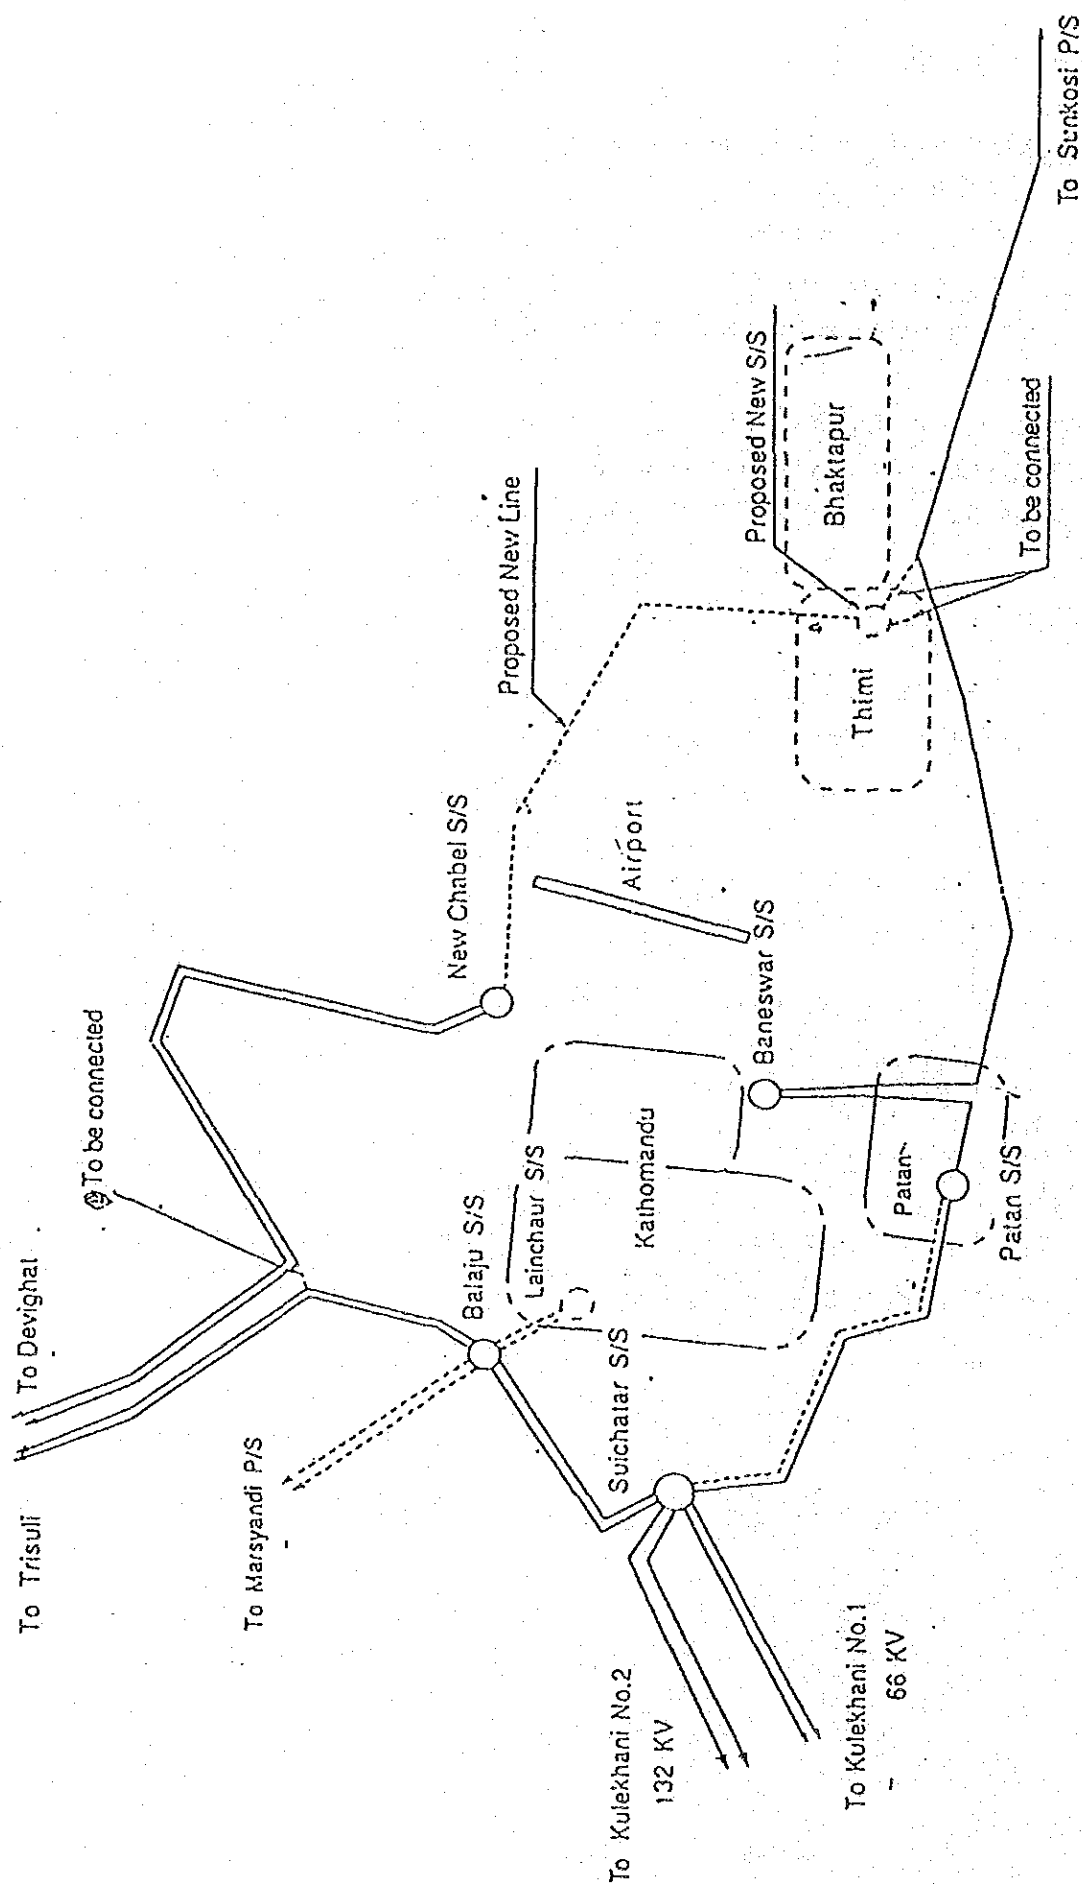 To Trisuli
To Devighat
To be connected
To Marsyandi P/S
Balaju S/S
New Chabel S/S
Proposed New Line
Lainchaur S/S
Suichatar S/S
Kathomandu
Airport
Baneswar S/S
Proposed New S/S
Bhaktapur
Thimi
To be connected
Patan
Patan S/S
To Sunkosi P/S
To Kulekhani No.2
132 KV
To Kulekhani No.1
66 KV